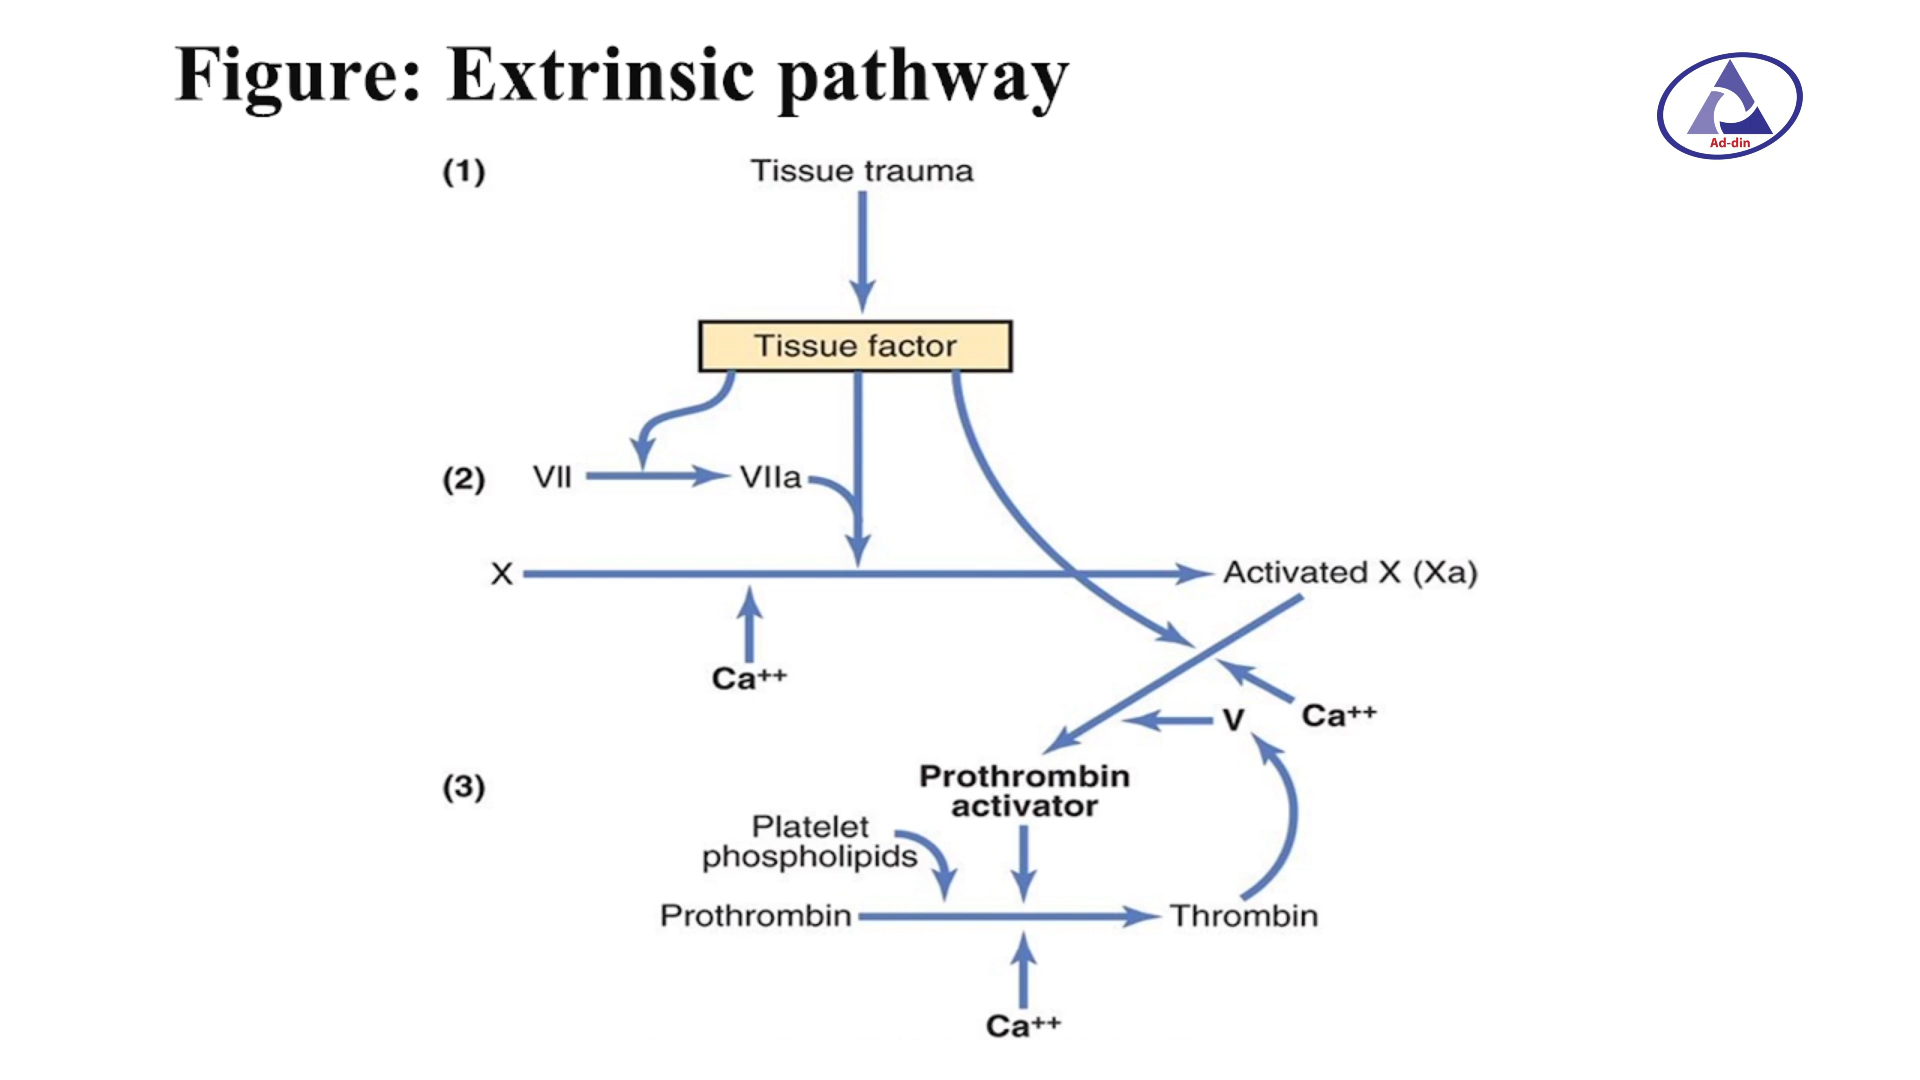 Figure: Extrinsic pathway
Ad-din
(1)
Tissue trauma
Tissue factor
(2)
VII
VIIa
X
Activated X (Xa)
Ca⁺⁺
V
Ca⁺⁺
(3)
Prothrombin
activator
Platelet
phospholipids
Prothrombin
Thrombin
Ca⁺⁺